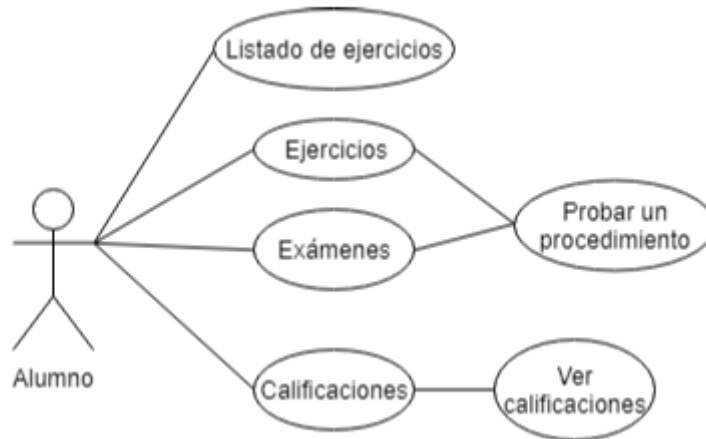 Listado de ejercicios
Ejercicios
Probar un
procedimiento
Exámenes
Alumno
Calificaciones
Ver
calificaciones